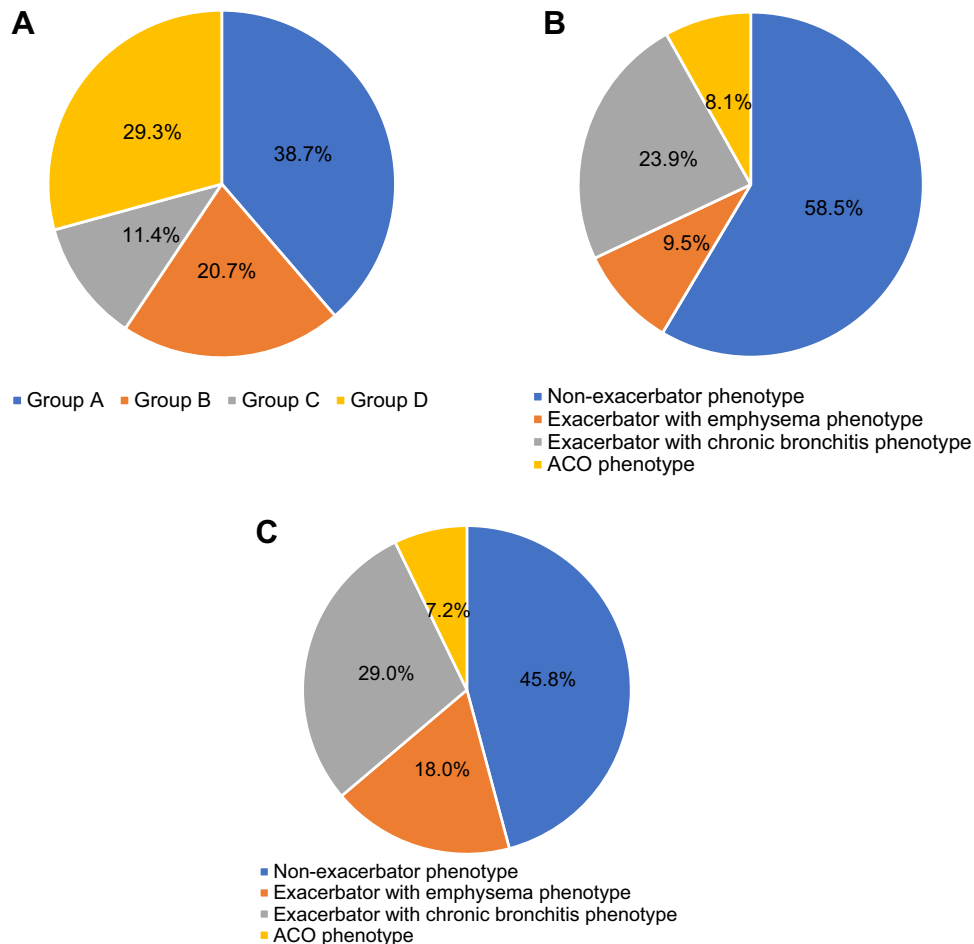 A
38.7%
20.7%
11.4%
29.3%
Group A Group B Group C Group D
B
58.5%
9.5%
23.9%
8.1%
Non-exacerbator phenotype
Exacerbator with emphysema phenotype
Exacerbator with chronic bronchitis phenotype
ACO phenotype
C
45.8%
18.0%
29.0%
7.2%
Non-exacerbator phenotype
Exacerbator with emphysema phenotype
Exacerbator with chronic bronchitis phenotype
ACO phenotype